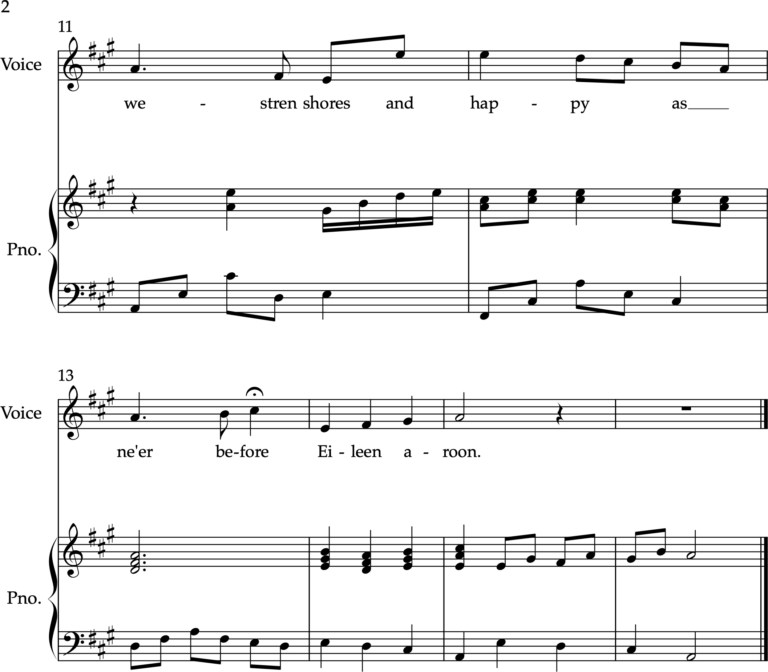 2
11
Voice
we - stren shores and hap - py as
Pno.
13
Voice
ne'er be-fore Ei - leen a - roon.
Pno.